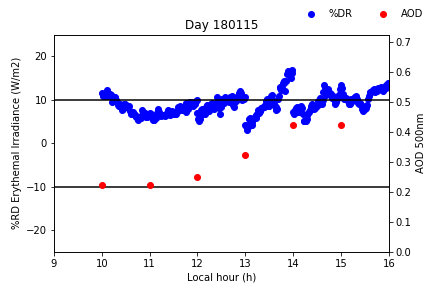 %DR AOD
Day 180115
%RD Erythemal Irradiance (W/m2)
20
10
0
−10
−20
0.7
0.6
0.5
0.4
0.3
0.2
0.1
0.0
AOD 500nm
9 10 11 12 13 14 15 16
Local hour (h)